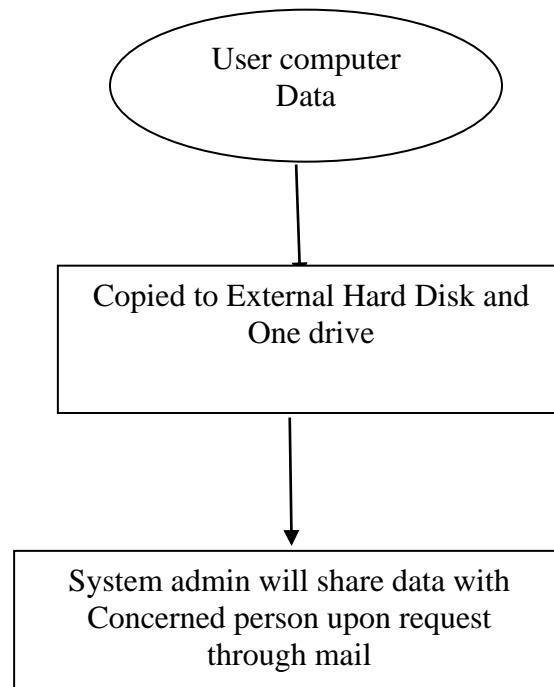 User computer
Data
Copied to External Hard Disk and
One drive
System admin will share data with
Concerned person upon request
through mail